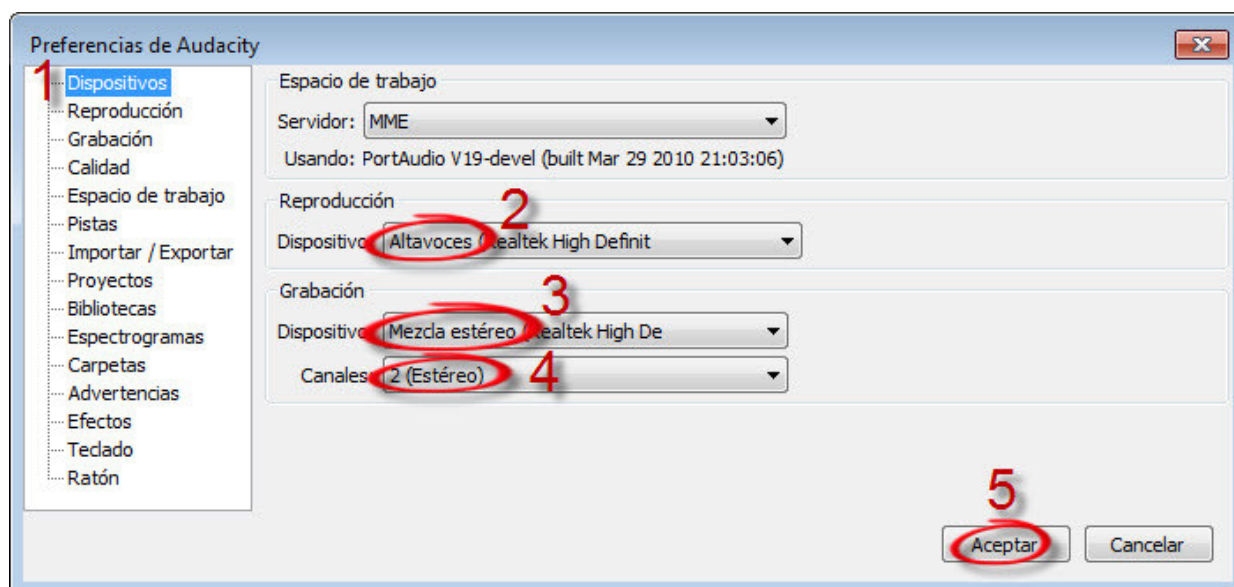 Preferencias de Audacity
1
Dispositivos
Reproducción
Grabación
Calidad
Espacio de trabajo
Pistas
Importar / Exportar
Proyectos
Bibliotecas
Espectrogramas
Carpetas
Advertencias
Efectos
Teclado
Ratón
Espacio de trabajo
Servidor: MME
Usando: PortAudio V19-devel (built Mar 29 2010 21:03:06)
Reproducción
2
Dispositivo: Altavoces (Realtek High Definit
Grabación
3
Dispositivo: Mezcla estéreo (Realtek High De
Canales: 2 (Estéreo)
4
5
Aceptar
Cancelar